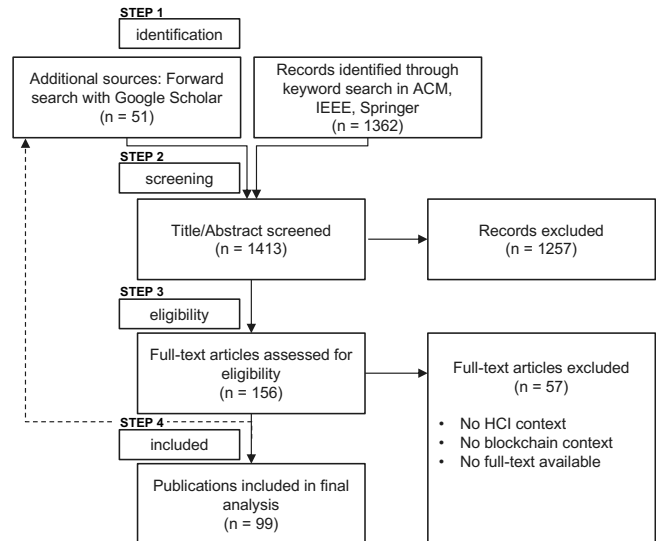 STEP 1
identification
Additional sources: Forward
search with Google Scholar
(n = 51)
Records identified through
keyword search in ACM,
IEEE, Springer
(n = 1362)
STEP 2
screening
Title/Abstract screened
(n = 1413)
Records excluded
(n = 1257)
STEP 3
eligibility
Full-text articles assessed for
eligibility
(n = 156)
Full-text articles excluded
(n = 57)
• No HCI context
• No blockchain context
• No full-text available
STEP 4
included
Publications included in final
analysis
(n = 99)